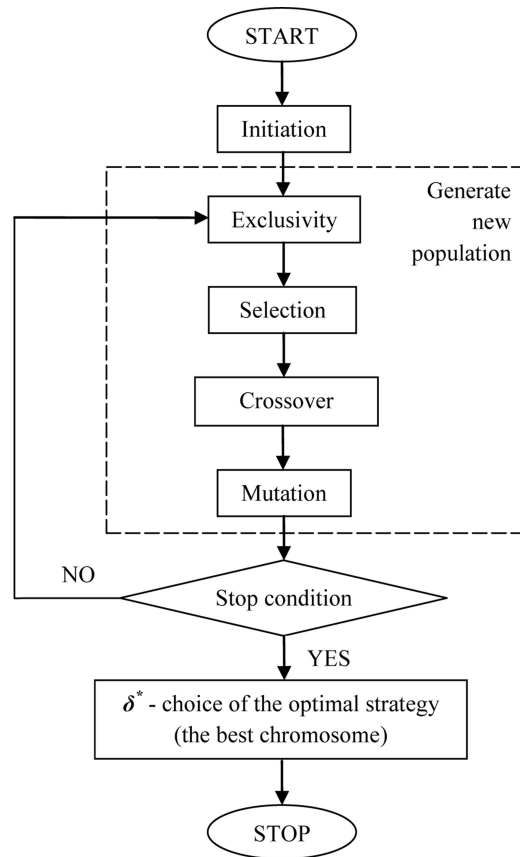 START
Initiation
Generate
new
population
Exclusivity
Selection
Crossover
Mutation
NO
Stop condition
YES
δ* - choice of the optimal strategy
(the best chromosome)
STOP